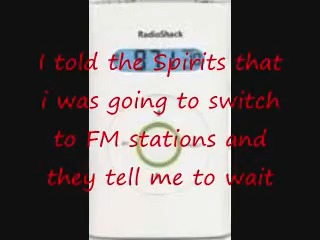 RadioShack
I told the Spirits that
i was going to switch
to FM stations and
they tell me to wait